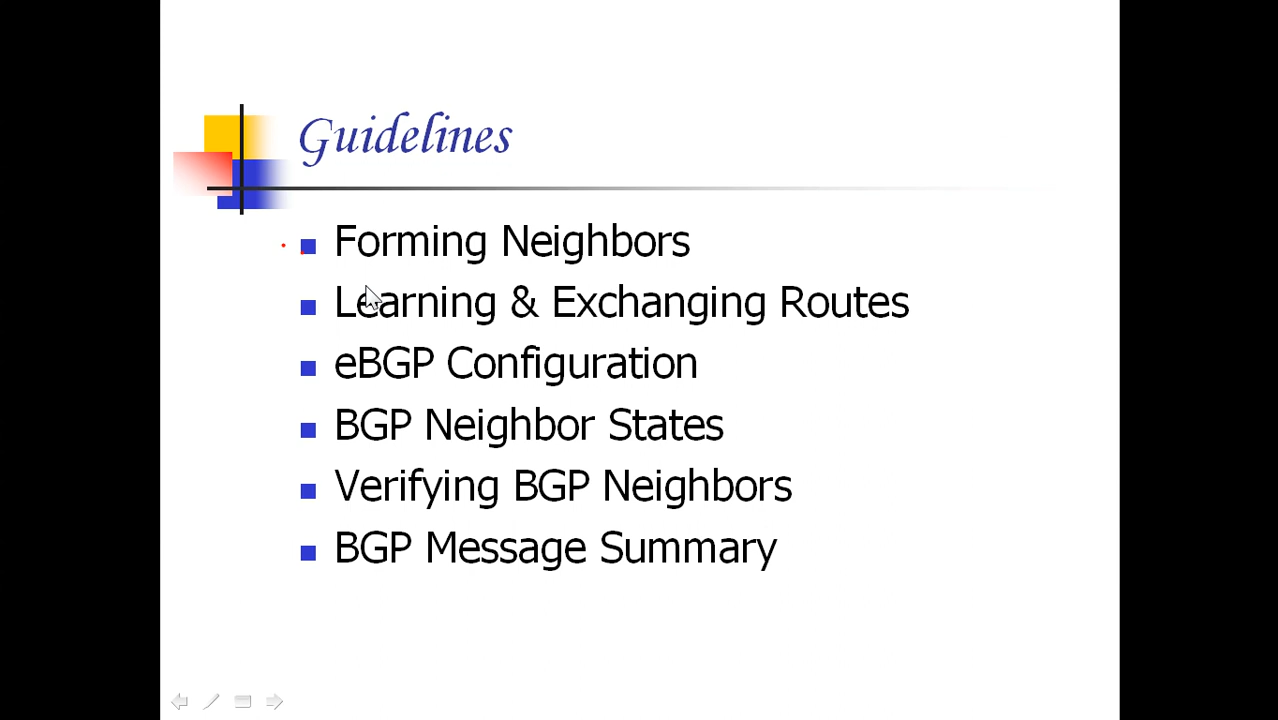 Guidelines
Forming Neighbors
Learning & Exchanging Routes
eBGP Configuration
BGP Neighbor States
Verifying BGP Neighbors
BGP Message Summary